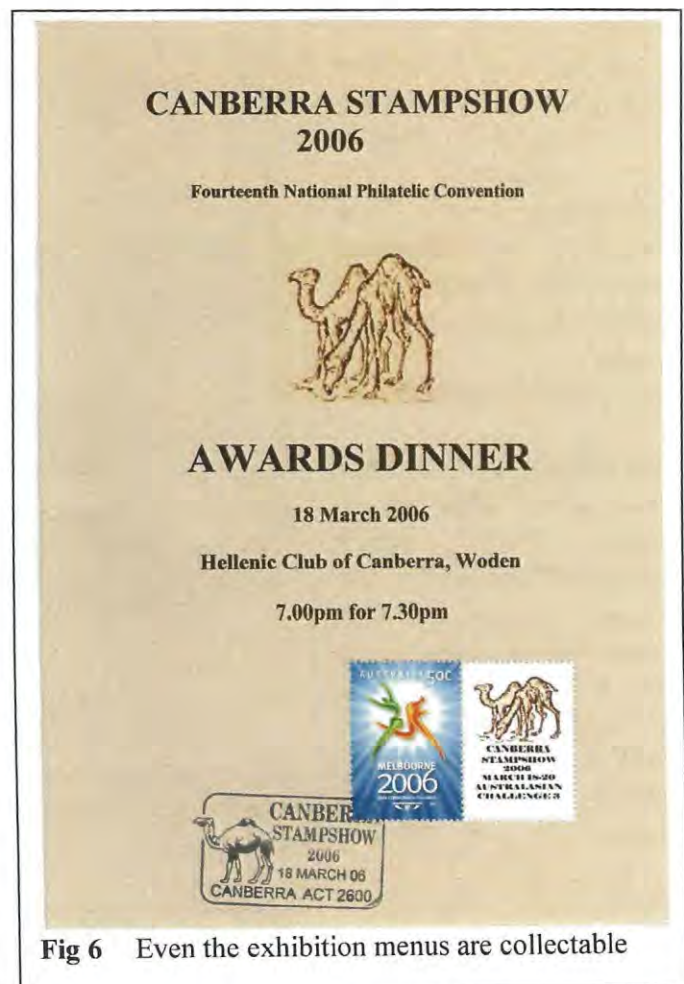 CANBERRA STAMPSHOW
2006
Fourteenth National Philatelic Convention
AWARDS DINNER
18 March 2006
Hellenic Club of Canberra, Woden
7.00pm for 7.30pm
AUSTRALIA 50C
MELBOURNE
2006
CANBERRA
STAMPSHOW
2006
MARCH 18-20
AUSTRALASIAN
CHALLENGE 3
CANBERRA
STAMPSHOW
2006
18 MARCH 06
CANBERRA ACT 2600
Fig 6 Even the exhibition menus are collectable